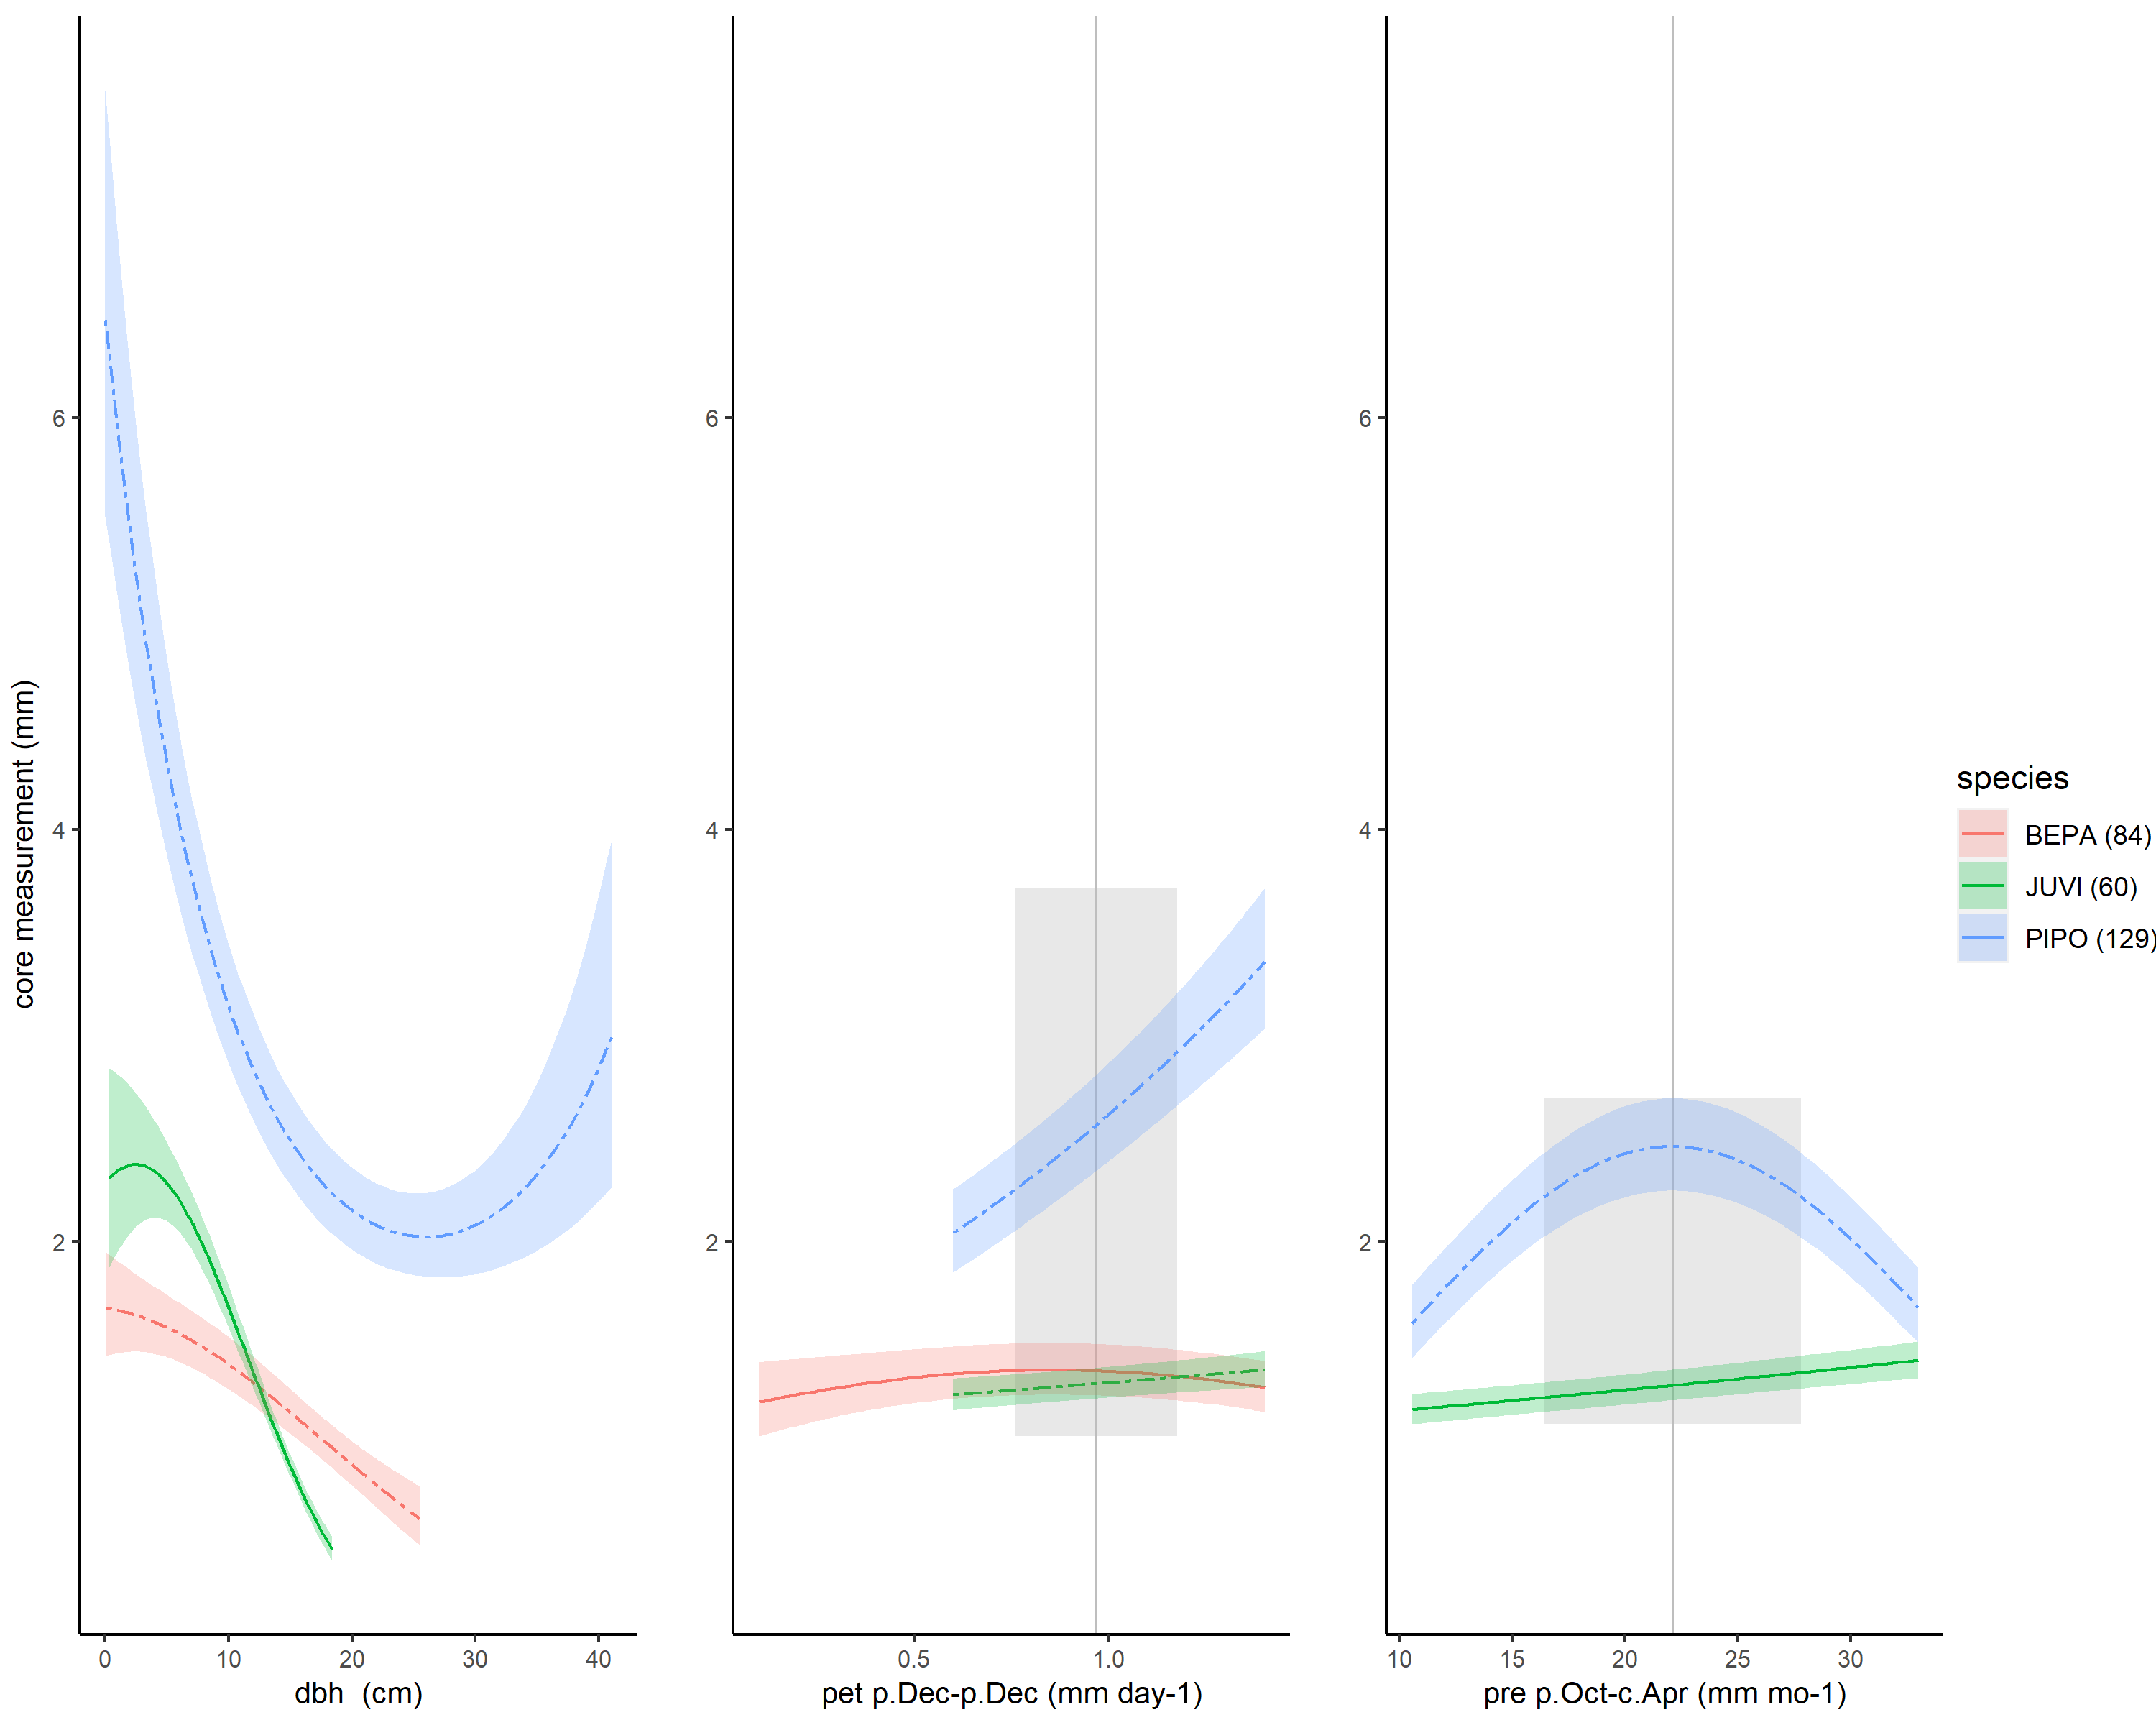 core measurement (mm)
6
4
2
0
10
20
30
40
dbh  (cm)
6
4
2
0.5
1.0
pet p.Dec-p.Dec (mm day-1)
6
4
2
10
15
20
25
30
pre p.Oct-c.Apr (mm mo-1)
species
BEPA (84)
JUVI (60)
PIPO (129)